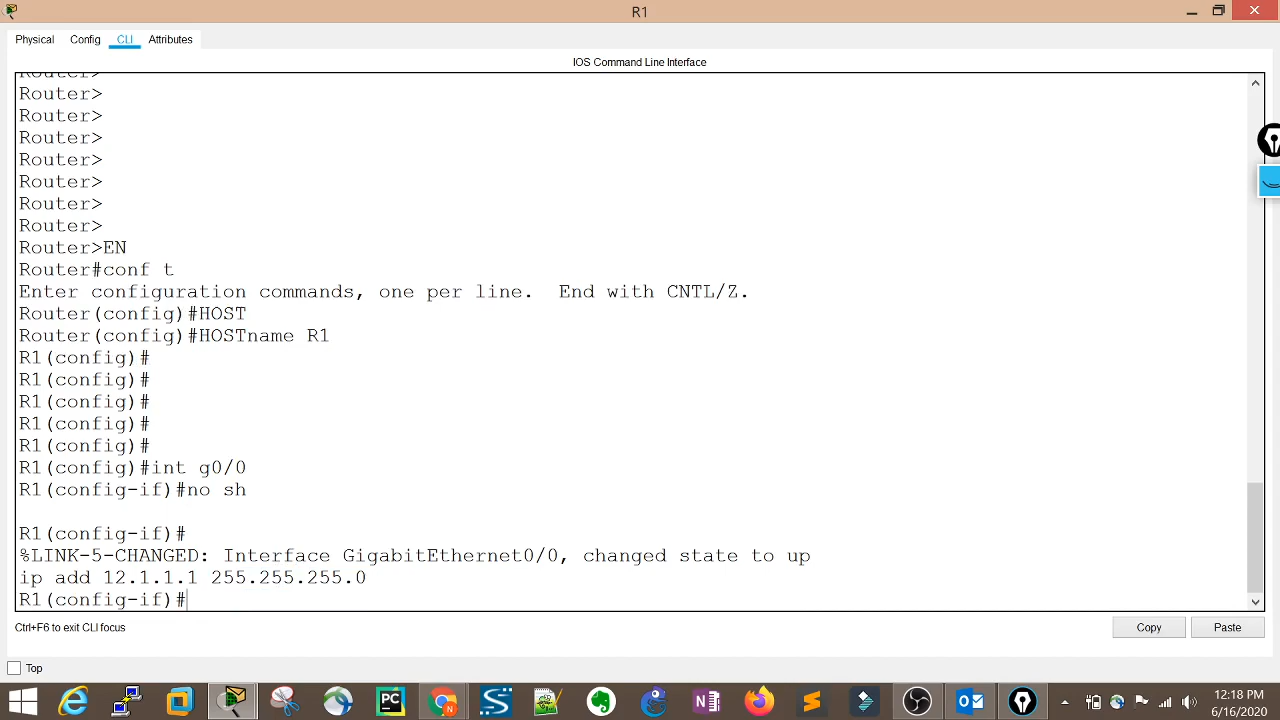 R1
Physical Config CLI Attributes
IOS Command Line Interface
Router>
Router>
Router>
Router>
Router>
Router>
Router>
Router>
Router>EN
Router#conf t
Enter configuration commands, one per line.  End with CNTL/Z.
Router(config)#HOST
Router(config)#HOSTname R1
R1(config)#
R1(config)#
R1(config)#
R1(config)#
R1(config)#
R1(config)#int g0/0
R1(config-if)#no sh
R1(config-if)#
%LINK-5-CHANGED: Interface GigabitEthernet0/0, changed state to up
ip add 12.1.1.1 255.255.255.0
R1(config-if)#
Ctrl+F6 to exit CLI focus
Copy Paste
Top
PC
N
12:18 PM
6/16/2020